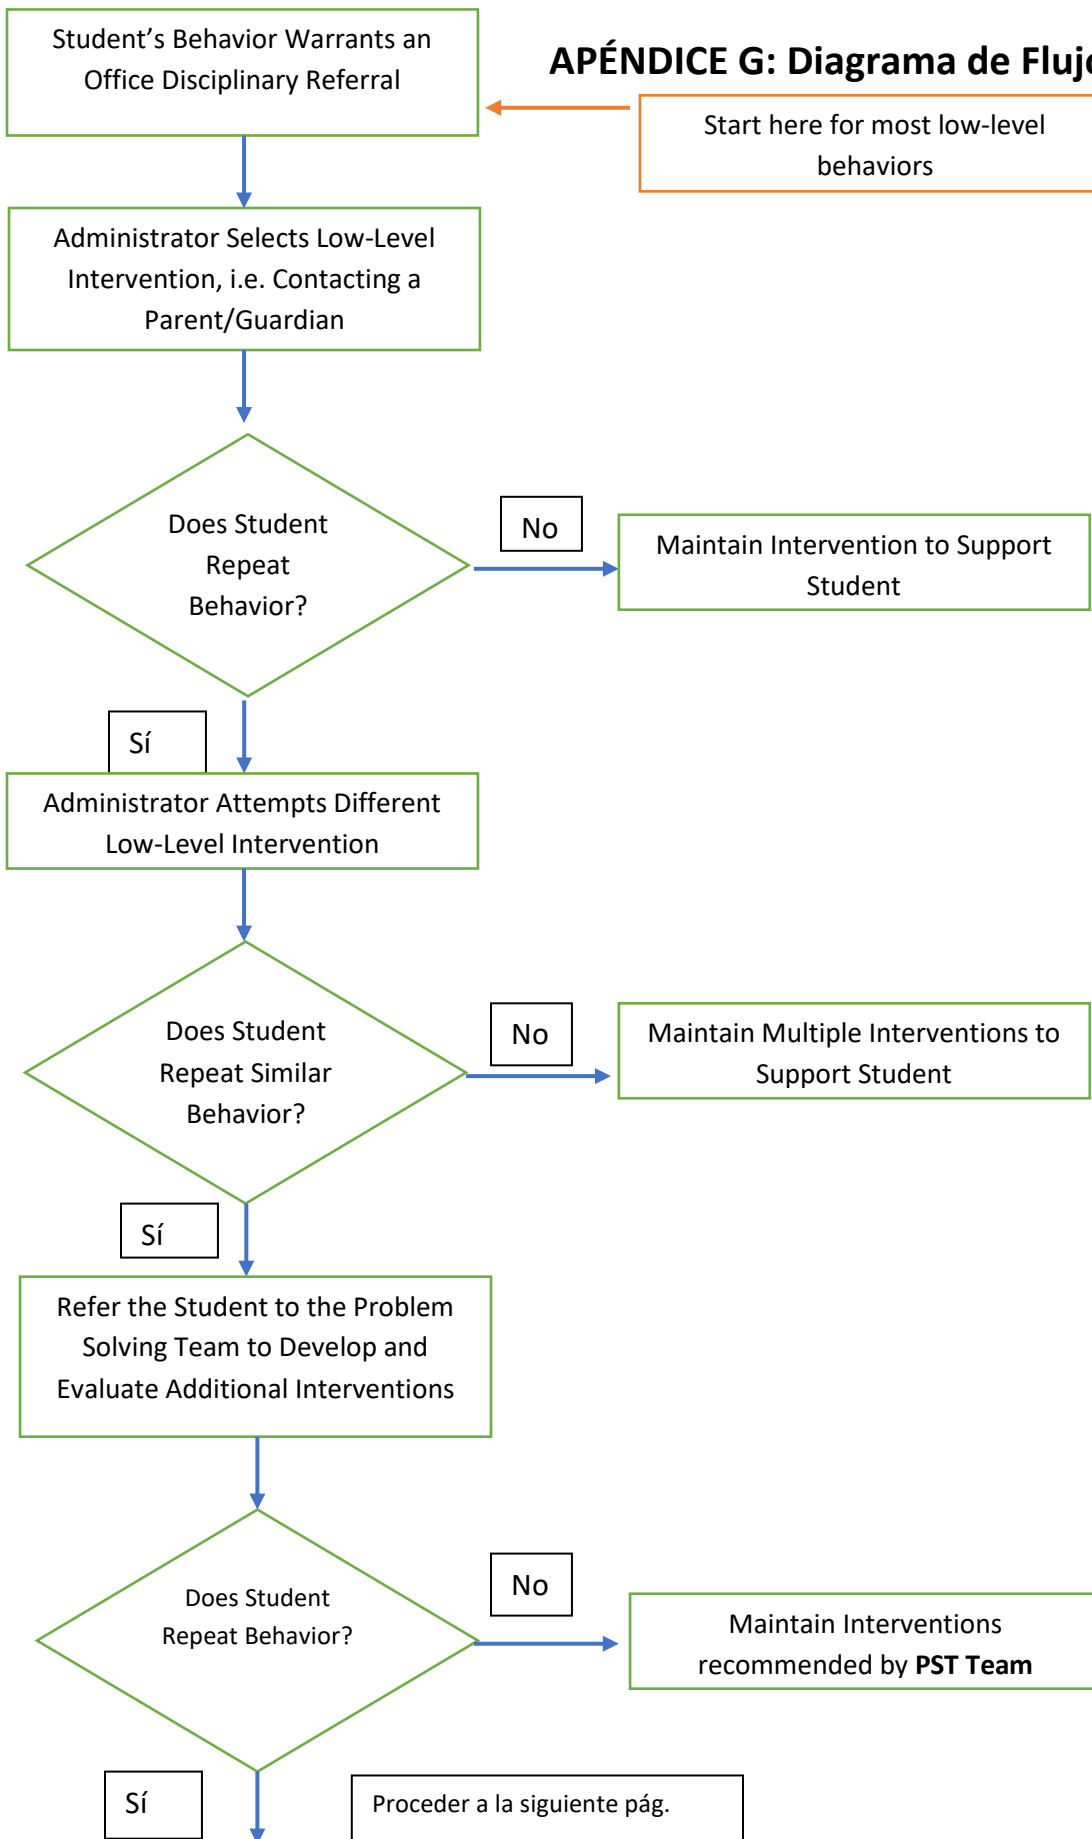 Student’s Behavior Warrants an
Office Disciplinary Referral
APÉNDICE G: Diagrama de Flujo
Start here for most low-level
behaviors
Administrator Selects Low-Level
Intervention, i.e. Contacting a
Parent/Guardian
Does Student
Repeat
Behavior?
No
Maintain Intervention to Support
Student
Sí
Administrator Attempts Different
Low-Level Intervention
Does Student
Repeat Similar
Behavior?
No
Maintain Multiple Interventions to
Support Student
Sí
Refer the Student to the Problem
Solving Team to Develop and
Evaluate Additional Interventions
Does Student
Repeat Behavior?
No
Maintain Interventions
recommended by PST Team
Sí
Proceder a la siguiente pág.